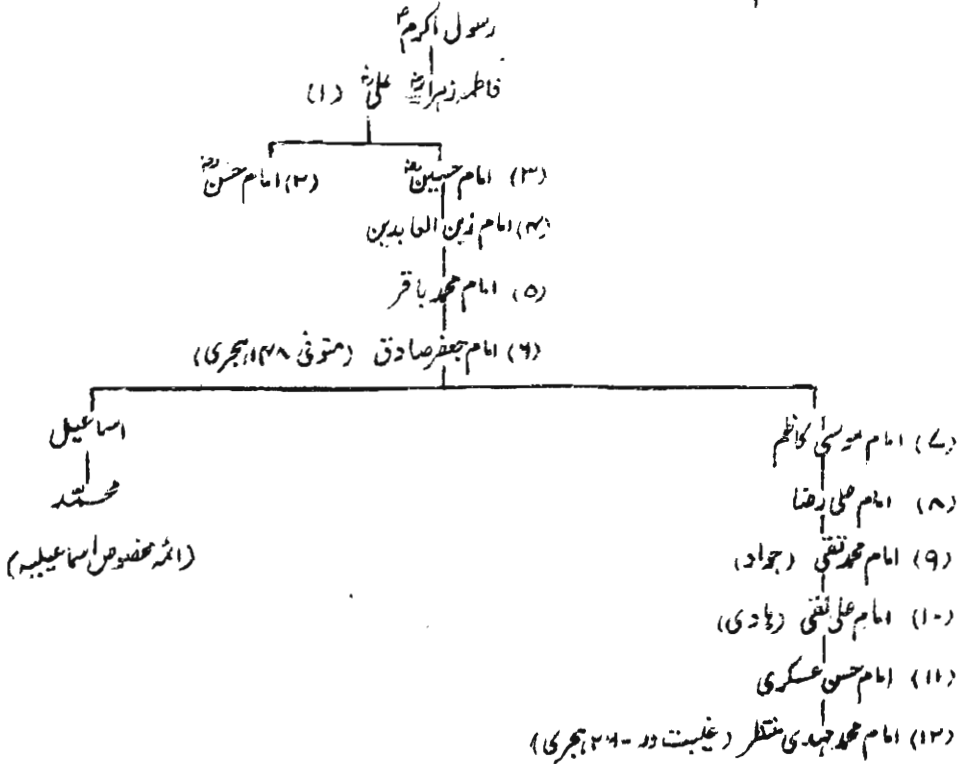 رسول اکرمؐ
فاطمہ زہراؓ علیؓ (۱)
(۳) امام حسینؓ (۲) امام حسنؓ
(۴) امام زین العابدین
(۵) امام محمد باقر
(۶) امام جعفر صادق (متوفی ۱۴۸ ہجری)
(۷) امام موسیٰ کاظم اسماعیل
(۸) امام علی رضا محمّد
(۹) امام محمد تقی (جواد) (ائمہ مخصوص اسماعیلیہ)
(۱۰) امام علی نقی (ہادی)
(۱۱) امام حسن عسکری
(۱۲) امام محمد مہدی منتظر (غیبت در ۲۶۰ ہجری)